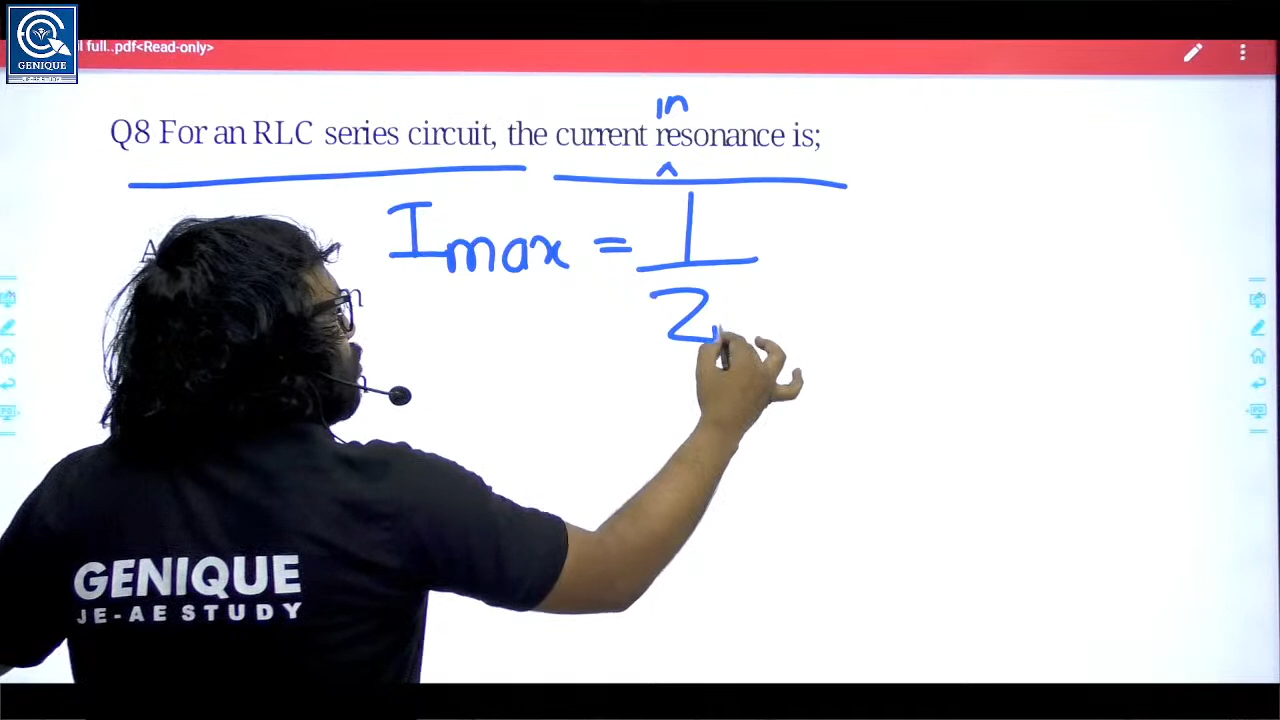 GENIQUE
l full..pdf<Read-only>
in
Q8 For an RLC series circuit, the current resonance is;
^
A
I max = 1
Z
m
n
GENIQUE
JE-AE STUDY